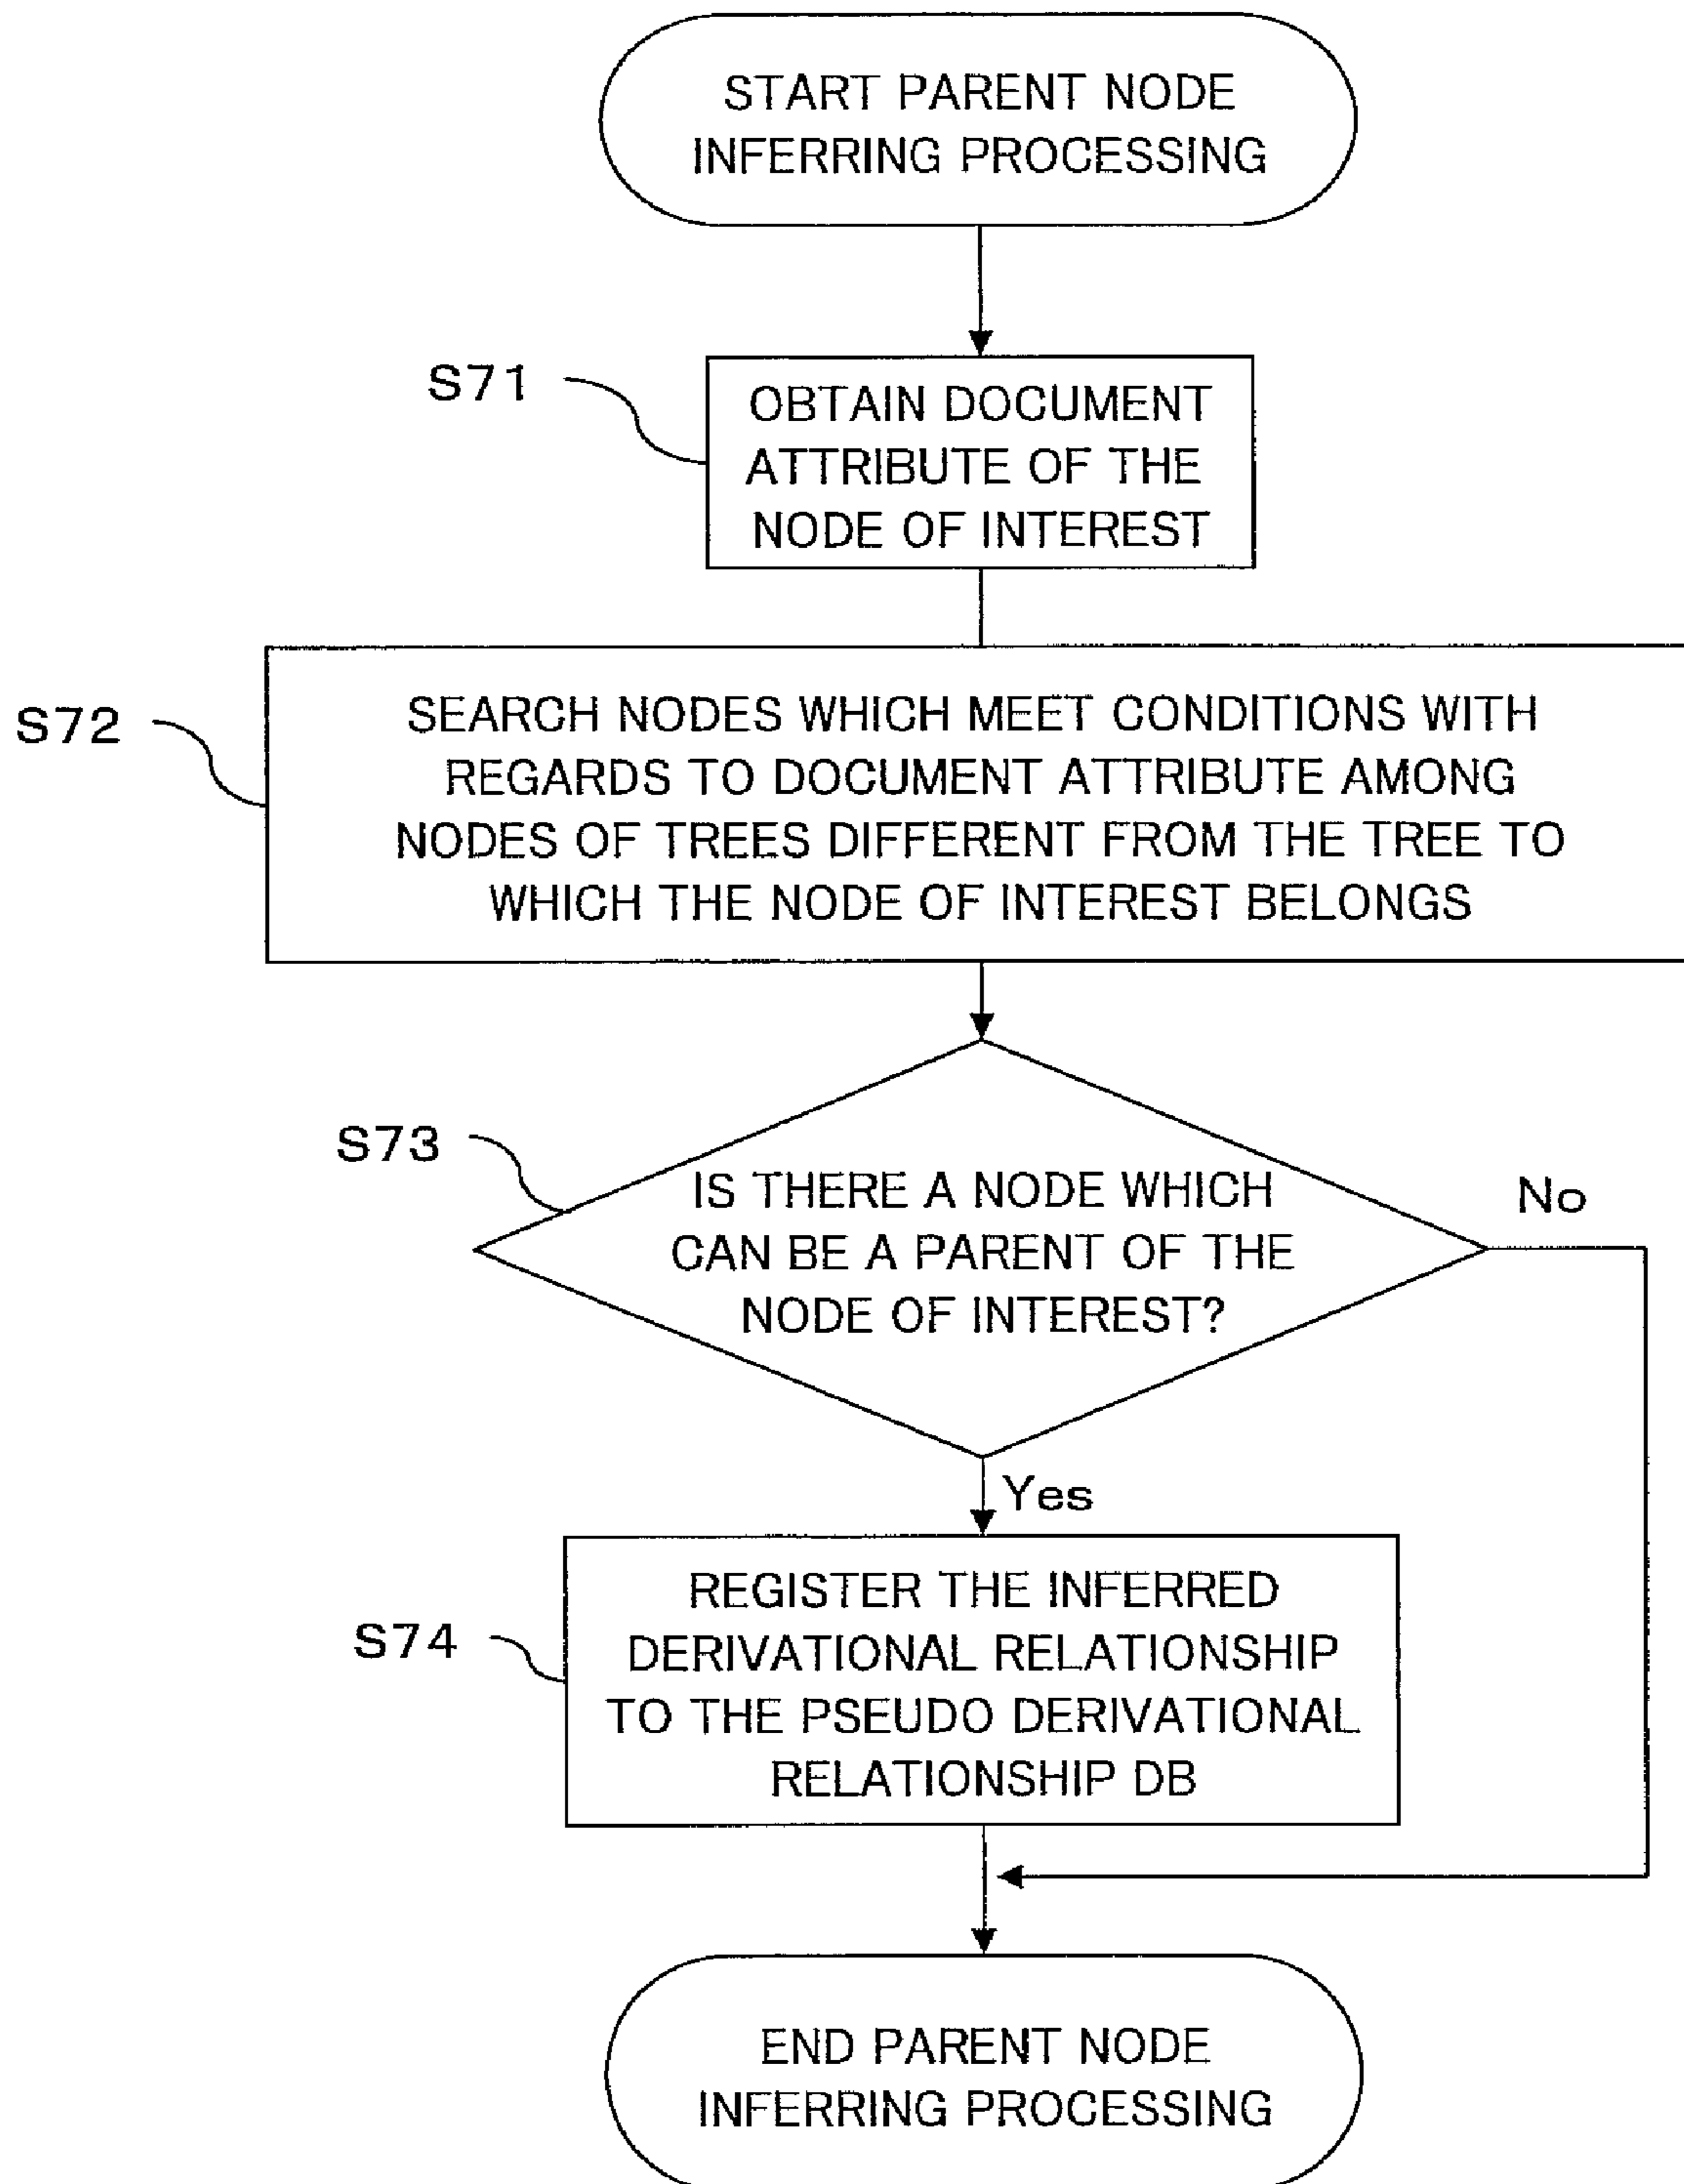 START PARENT NODE
INFERRING PROCESSING
S71
OBTAIN DOCUMENT
ATTRIBUTE OF THE
NODE OF INTEREST
S72
SEARCH NODES WHICH MEET CONDITIONS WITH
REGARDS TO DOCUMENT ATTRIBUTE AMONG
NODES OF TREES DIFFERENT FROM THE TREE TO
WHICH THE NODE OF INTEREST BELONGS
S73
IS THERE A NODE WHICH
CAN BE A PARENT OF THE
NODE OF INTEREST?
No
Yes
S74
REGISTER THE INFERRED
DERIVATIONAL RELATIONSHIP
TO THE PSEUDO DERIVATIONAL
RELATIONSHIP DB
END PARENT NODE
INFERRING PROCESSING